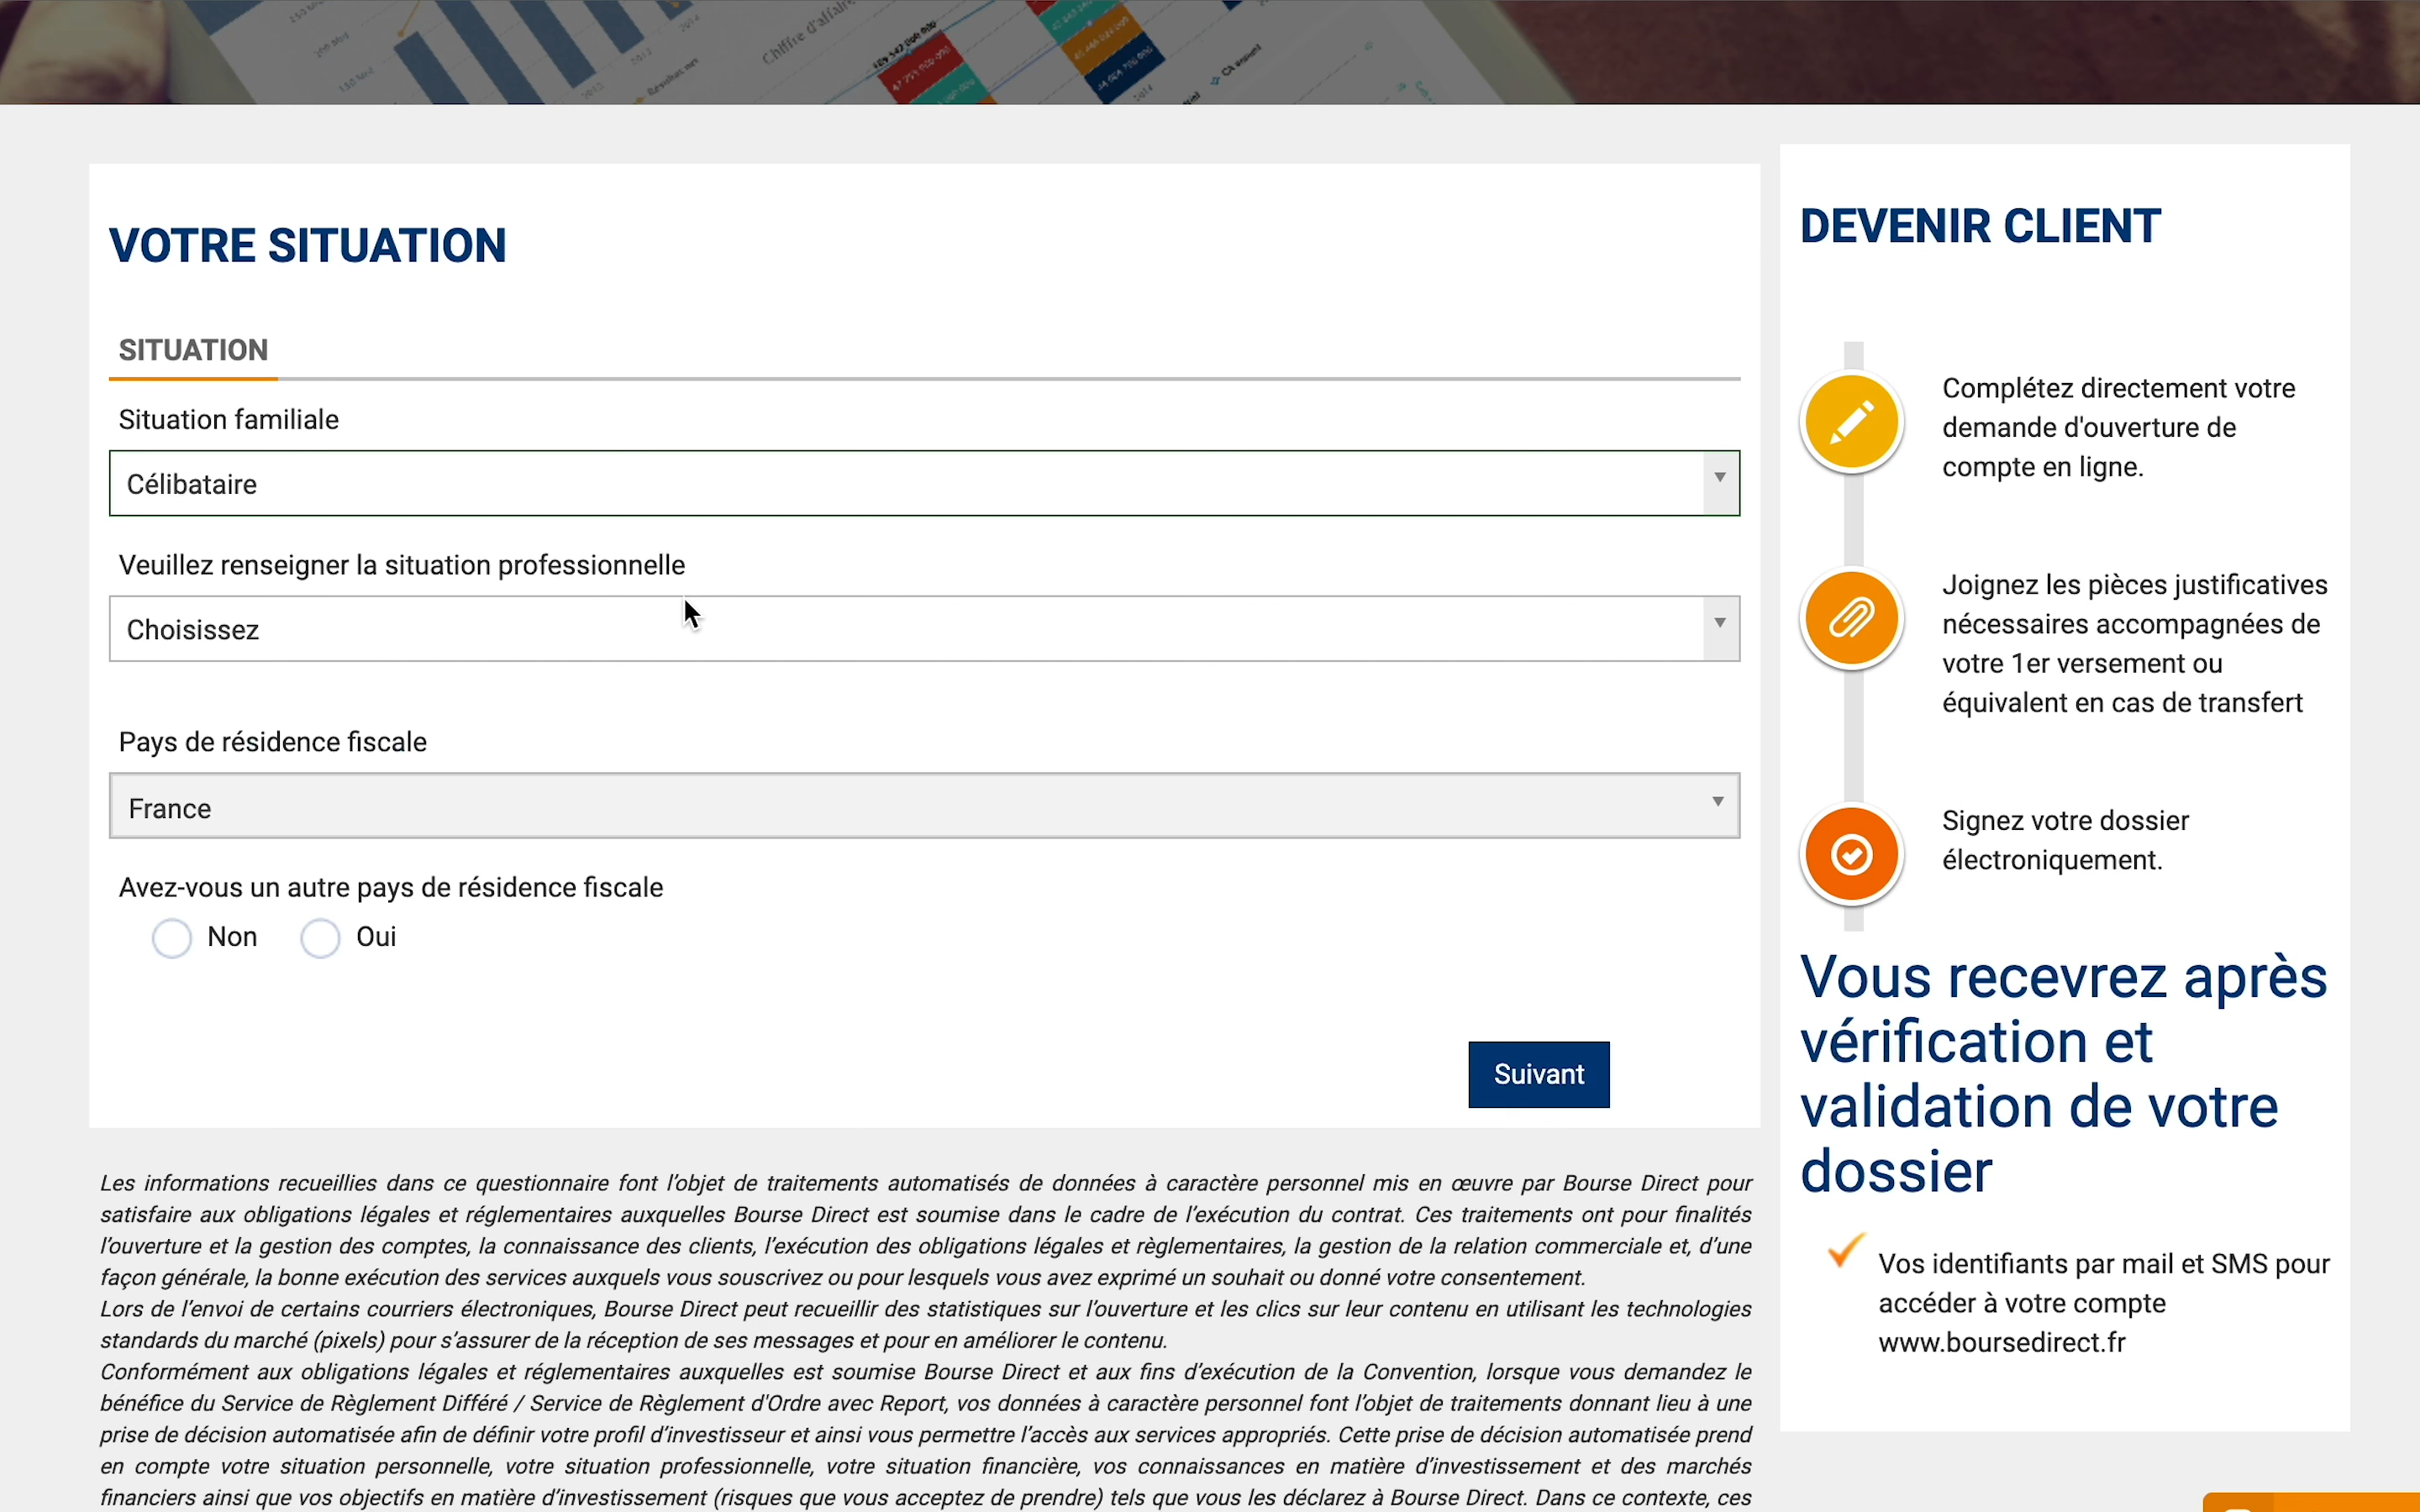 Chiffre d'affaire
Résultat net
2013
2014
CA
VOTRE SITUATION
SITUATION
Situation familiale
Célibataire
Veuillez renseigner la situation professionnelle
Choisissez
Pays de résidence fiscale
France
Avez-vous un autre pays de résidence fiscale
Non
Oui
Suivant
Les informations recueillies dans ce questionnaire font l’objet de traitements automatisés de données à caractère personnel mis en œuvre par Bourse Direct pour
satisfaire aux obligations légales et réglementaires auxquelles Bourse Direct est soumise dans le cadre de l’exécution du contrat. Ces traitements ont pour finalités
l’ouverture et la gestion des comptes, la connaissance des clients, l’exécution des obligations légales et règlementaires, la gestion de la relation commerciale et, d’une
façon générale, la bonne exécution des services auxquels vous souscrivez ou pour lesquels vous avez exprimé un souhait ou donné votre consentement.
Lors de l’envoi de certains courriers électroniques, Bourse Direct peut recueillir des statistiques sur l’ouverture et les clics sur leur contenu en utilisant les technologies
standards du marché (pixels) pour s’assurer de la réception de ses messages et pour en améliorer le contenu.
Conformément aux obligations légales et réglementaires auxquelles est soumise Bourse Direct et aux fins d’exécution de la Convention, lorsque vous demandez le
bénéfice du Service de Règlement Différé / Service de Règlement d'Ordre avec Report, vos données à caractère personnel font l’objet de traitements donnant lieu à une
prise de décision automatisée afin de définir votre profil d’investisseur et ainsi vous permettre l’accès aux services appropriés. Cette prise de décision automatisée prend
en compte votre situation personnelle, votre situation professionnelle, votre situation financière, vos connaissances en matière d’investissement et des marchés
financiers ainsi que vos objectifs en matière d’investissement (risques que vous acceptez de prendre) tels que vous les déclarez à Bourse Direct. Dans ce contexte, ces
DEVENIR CLIENT
Complétez directement votre
demande d'ouverture de
compte en ligne.
Joignez les pièces justificatives
nécessaires accompagnées de
votre 1er versement ou
équivalent en cas de transfert
Signez votre dossier
électroniquement.
Vous recevrez après
vérification et
validation de votre
dossier
Vos identifiants par mail et SMS pour
accéder à votre compte
www.boursedirect.fr